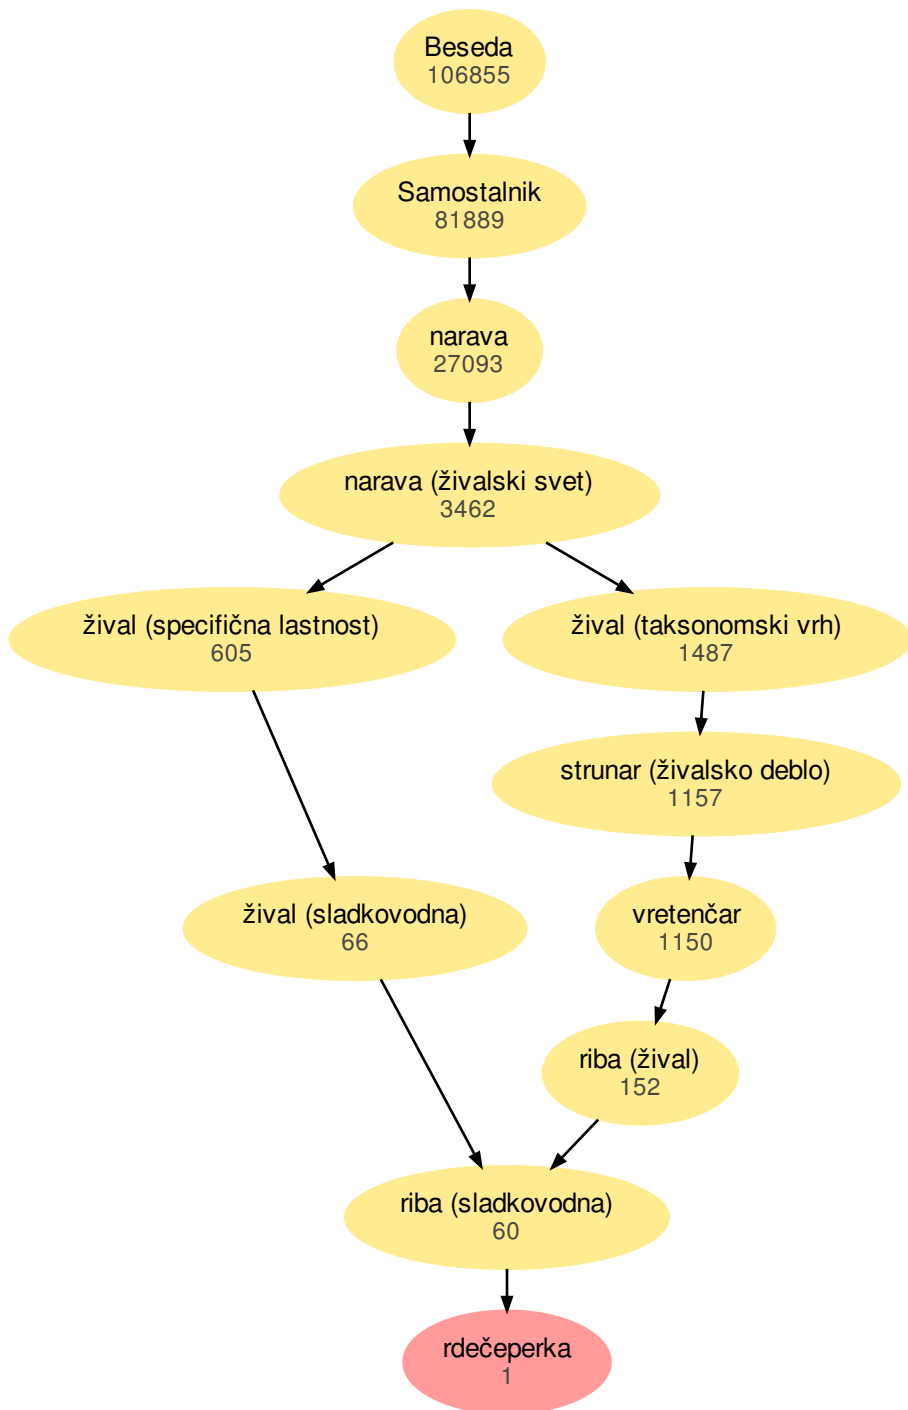 Beseda
106855
Samostalnik
81889
narava
27093
narava (živalski svet)
3462
žival (specifična lastnost)
605
žival (taksonomski vrh)
1487
strunar (živalsko deblo)
1157
žival (sladkovodna)
66
vretenčar
1150
riba (žival)
152
riba (sladkovodna)
60
rdečeperka
1